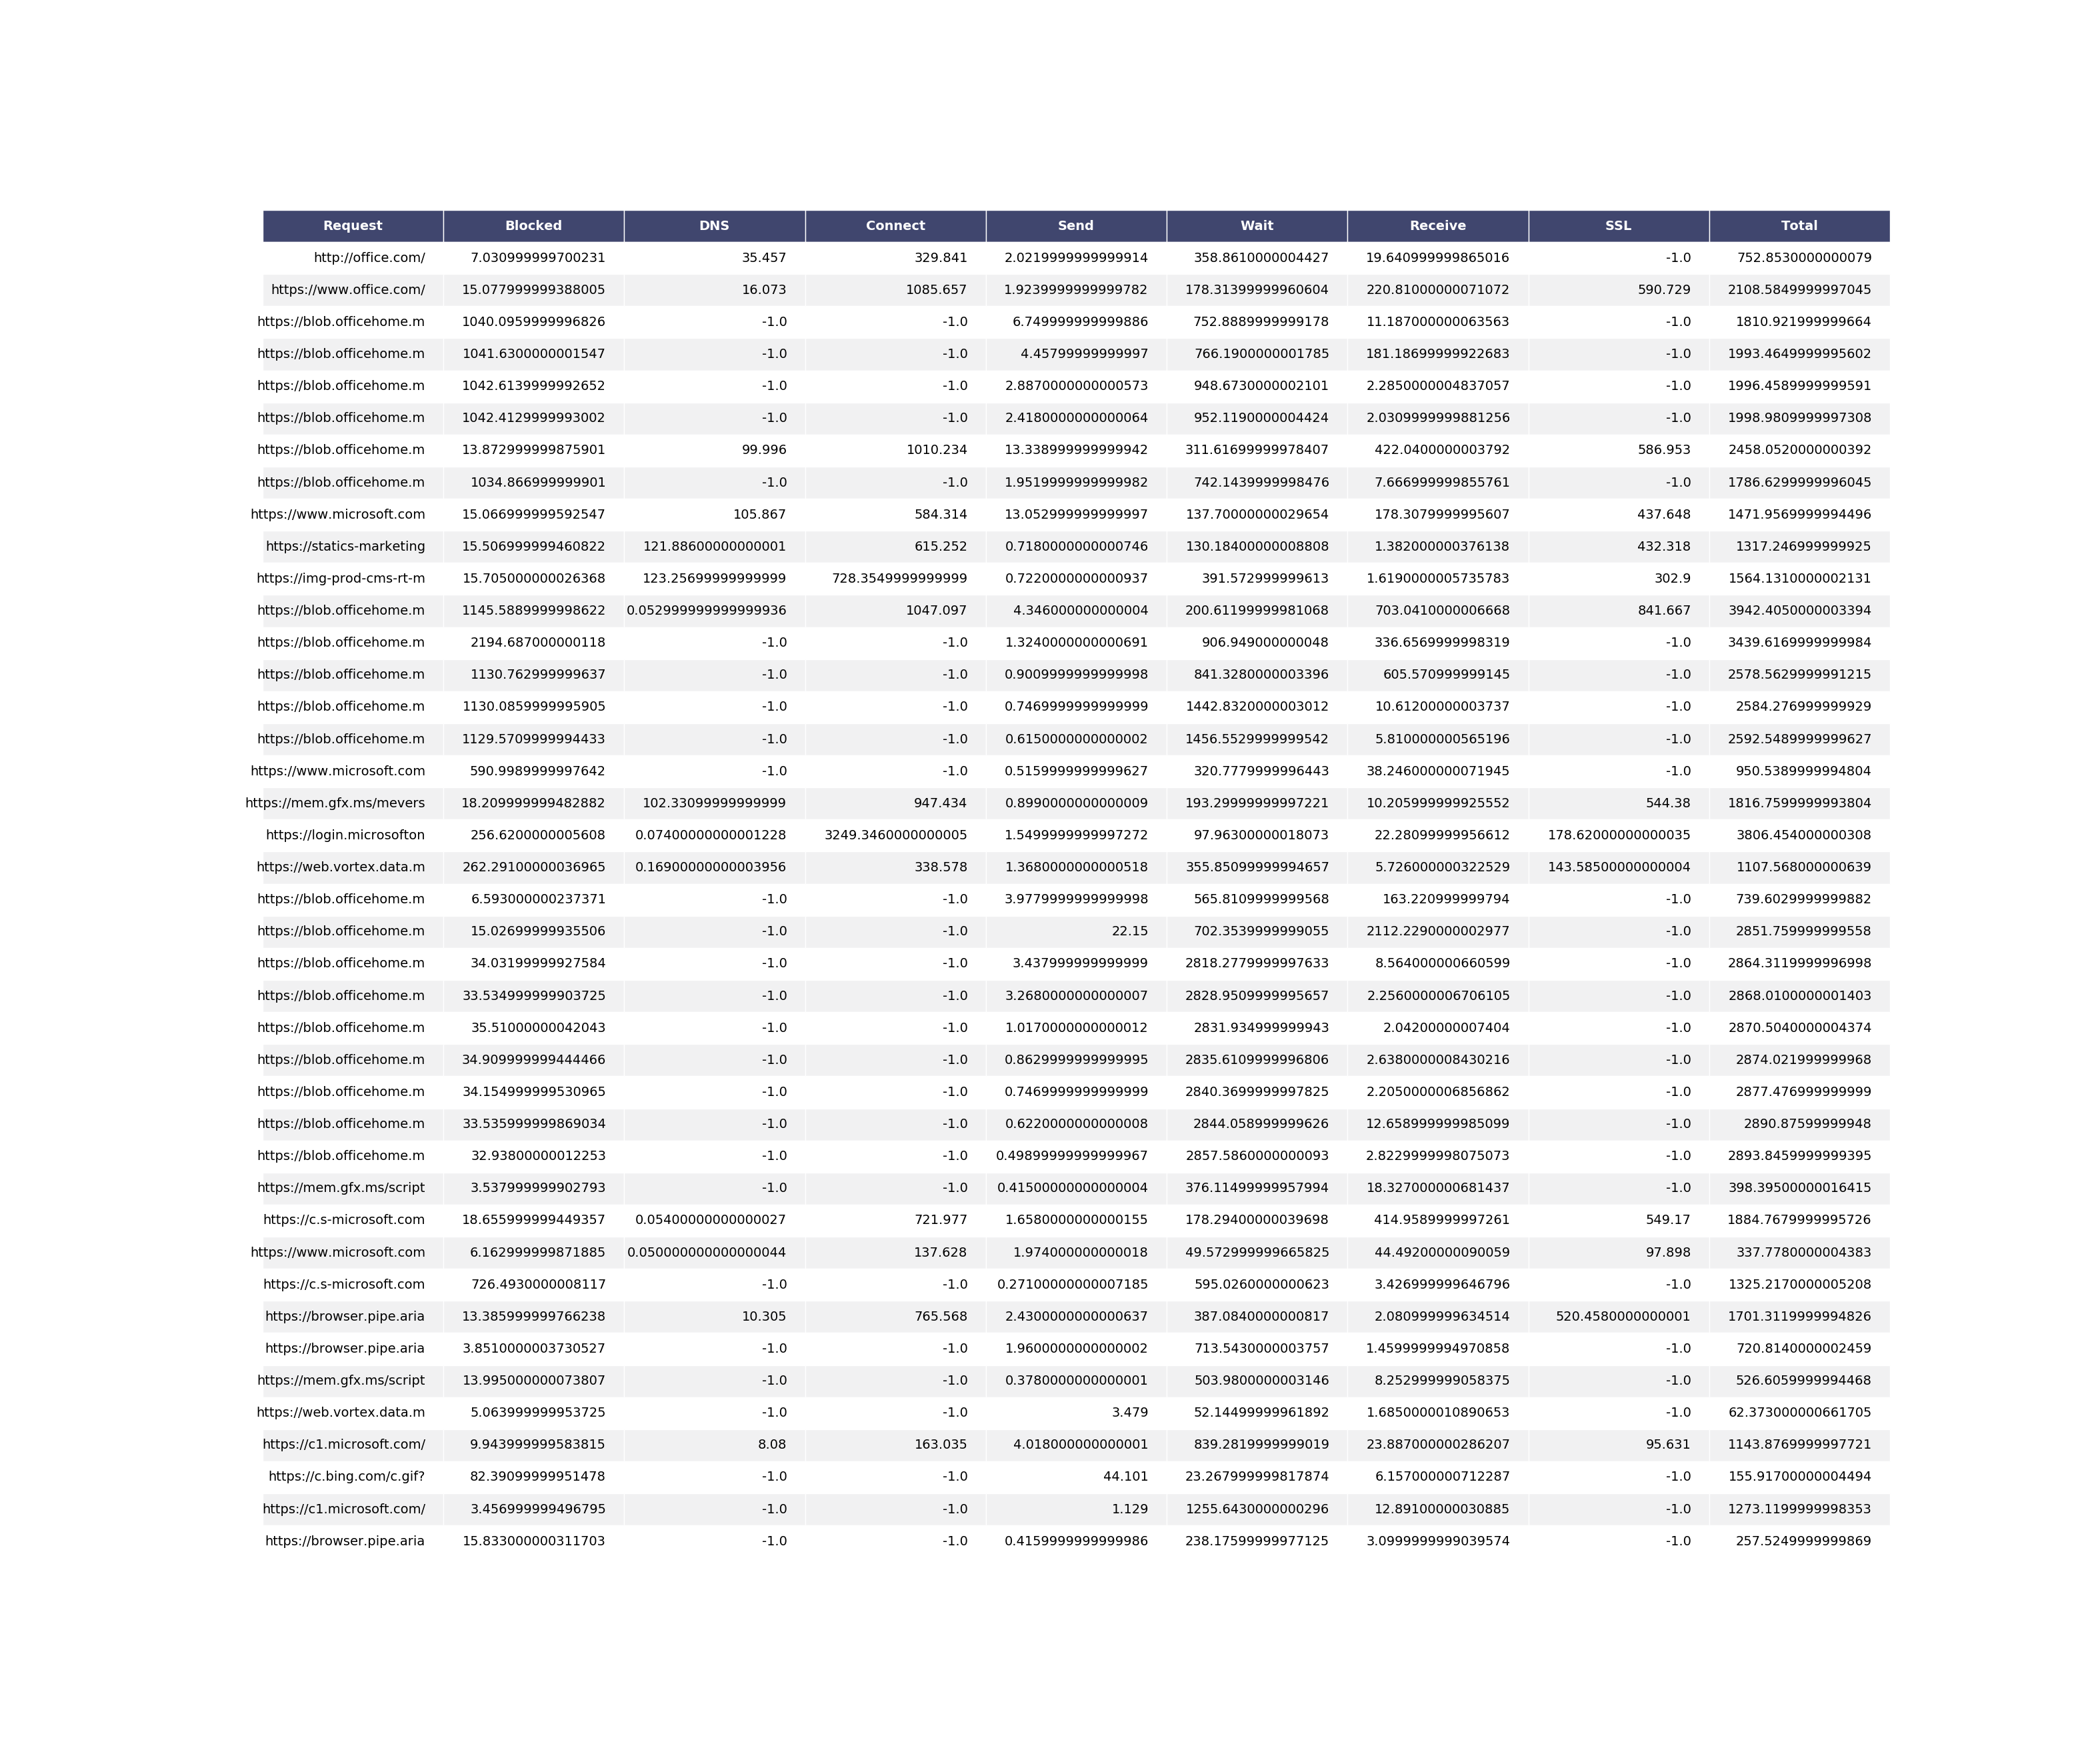 Request Blocked DNS Connect Send Wait Receive SSL Total
http://office.com/ 7.030999999700231 35.457 329.841 2.0219999999999914 358.8610000004427 19.640999999865016 -1.0 752.8530000000079
https://www.office.com/ 15.077999999388005 16.073 1085.657 1.9239999999999782 178.31399999960604 220.81000000071072 590.729 2108.5849999997045
https://blob.officehome.m 1040.0959999996826 -1.0 -1.0 6.749999999999886 752.8889999999178 11.187000000063563 -1.0 1810.921999999664
https://blob.officehome.m 1041.6300000001547 -1.0 -1.0 4.45799999999997 766.1900000001785 181.18699999922683 -1.0 1993.4649999995602
https://blob.officehome.m 1042.6139999992652 -1.0 -1.0 2.8870000000000573 948.6730000002101 2.2850000004837057 -1.0 1996.4589999999591
https://blob.officehome.m 1042.4129999993002 -1.0 -1.0 2.4180000000000064 952.1190000004424 2.0309999999881256 -1.0 1998.9809999997308
https://blob.officehome.m 13.872999999875901 99.996 1010.234 13.338999999999942 311.61699999978407 422.0400000003792 586.953 2458.0520000000392
https://blob.officehome.m 1034.866999999901 -1.0 -1.0 1.9519999999999982 742.1439999998476 7.666999999855761 -1.0 1786.6299999996045
https://www.microsoft.com 15.066999999592547 105.867 584.314 13.052999999999997 137.70000000029654 178.3079999995607 437.648 1471.9569999994496
https://statics-marketing 15.506999999460822 121.88600000000001 615.252 0.7180000000000746 130.18400000008808 1.382000000376138 432.318 1317.246999999925
https://img-prod-cms-rt-m 15.705000000026368 123.25699999999999 728.3549999999999 0.7220000000000937 391.572999999613 1.6190000005735783 302.9 1564.1310000002131
https://blob.officehome.m 1145.5889999998622 0.052999999999999936 1047.097 4.346000000000004 200.61199999981068 703.0410000006668 841.667 3942.4050000003394
https://blob.officehome.m 2194.687000000118 -1.0 -1.0 1.3240000000000691 906.949000000048 336.6569999998319 -1.0 3439.6169999999984
https://blob.officehome.m 1130.762999999637 -1.0 -1.0 0.9009999999999998 841.3280000003396 605.570999999145 -1.0 2578.5629999991215
https://blob.officehome.m 1130.0859999995905 -1.0 -1.0 0.7469999999999999 1442.8320000003012 10.61200000003737 -1.0 2584.276999999929
https://blob.officehome.m 1129.5709999994433 -1.0 -1.0 0.6150000000000002 1456.5529999999542 5.810000000565196 -1.0 2592.5489999999627
https://www.microsoft.com 590.9989999997642 -1.0 -1.0 0.5159999999999627 320.7779999996443 38.246000000071945 -1.0 950.5389999994804
https://mem.gfx.ms/mevers 18.209999999482882 102.33099999999999 947.434 0.8990000000000009 193.29999999997221 10.205999999925552 544.38 1816.7599999993804
https://login.microsofton 256.6200000005608 0.07400000000001228 3249.3460000000005 1.5499999999997272 97.96300000018073 22.28099999956612 178.62000000000035 3806.454000000308
https://web.vortex.data.m 262.29100000036965 0.16900000000003956 338.578 1.3680000000000518 355.85099999994657 5.726000000322529 143.58500000000004 1107.568000000639
https://blob.officehome.m 6.593000000237371 -1.0 -1.0 3.9779999999999998 565.8109999999568 163.220999999794 -1.0 739.6029999999882
https://blob.officehome.m 15.02699999935506 -1.0 -1.0 22.15 702.3539999999055 2112.2290000002977 -1.0 2851.759999999558
https://blob.officehome.m 34.03199999927584 -1.0 -1.0 3.437999999999999 2818.2779999997633 8.564000000660599 -1.0 2864.3119999996998
https://blob.officehome.m 33.534999999903725 -1.0 -1.0 3.2680000000000007 2828.9509999995657 2.2560000006706105 -1.0 2868.0100000001403
https://blob.officehome.m 35.51000000042043 -1.0 -1.0 1.0170000000000012 2831.934999999943 2.04200000007404 -1.0 2870.5040000004374
https://blob.officehome.m 34.909999999444466 -1.0 -1.0 0.8629999999999995 2835.6109999996806 2.6380000008430216 -1.0 2874.021999999968
https://blob.officehome.m 34.154999999530965 -1.0 -1.0 0.7469999999999999 2840.3699999997825 2.2050000006856862 -1.0 2877.476999999999
https://blob.officehome.m 33.535999999869034 -1.0 -1.0 0.6220000000000008 2844.058999999626 12.658999999985099 -1.0 2890.87599999948
https://blob.officehome.m 32.93800000012253 -1.0 -1.0 0.49899999999999967 2857.5860000000093 2.8229999998075073 -1.0 2893.8459999999395
https://mem.gfx.ms/script 3.537999999902793 -1.0 -1.0 0.41500000000000004 376.11499999957994 18.327000000681437 -1.0 398.39500000016415
https://c.s-microsoft.com 18.655999999449357 0.05400000000000027 721.977 1.6580000000000155 178.29400000039698 414.9589999997261 549.17 1884.7679999995726
https://www.microsoft.com 6.162999999871885 0.050000000000000044 137.628 1.974000000000018 49.572999999665825 44.49200000090059 97.898 337.7780000004383
https://c.s-microsoft.com 726.4930000008117 -1.0 -1.0 0.27100000000007185 595.0260000000623 3.426999999646796 -1.0 1325.2170000005208
https://browser.pipe.aria 13.385999999766238 10.305 765.568 2.4300000000000637 387.0840000000817 2.080999999634514 520.4580000000001 1701.3119999994826
https://browser.pipe.aria 3.8510000003730527 -1.0 -1.0 1.9600000000000002 713.5430000003757 1.4599999994970858 -1.0 720.8140000002459
https://mem.gfx.ms/script 13.995000000073807 -1.0 -1.0 0.3780000000000001 503.9800000003146 8.252999999058375 -1.0 526.6059999994468
https://web.vortex.data.m 5.063999999953725 -1.0 -1.0 3.479 52.14499999961892 1.6850000010890653 -1.0 62.373000000661705
https://c1.microsoft.com/ 9.943999999583815 8.08 163.035 4.018000000000001 839.2819999999019 23.887000000286207 95.631 1143.8769999997721
https://c.bing.com/c.gif? 82.39099999951478 -1.0 -1.0 44.101 23.267999999817874 6.157000000712287 -1.0 155.91700000004494
https://c1.microsoft.com/ 3.456999999496795 -1.0 -1.0 1.129 1255.6430000000296 12.89100000030885 -1.0 1273.1199999998353
https://browser.pipe.aria 15.833000000311703 -1.0 -1.0 0.4159999999999986 238.17599999977125 3.0999999999039574 -1.0 257.5249999999869